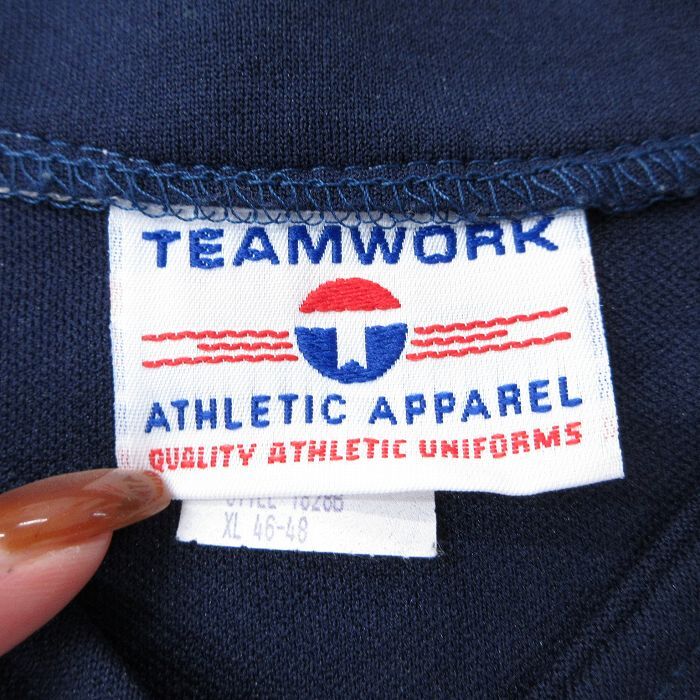 TEAMWORK
T
ATHLETIC APPAREL
QUALITY ATHLETIC UNIFORMS
XL 46-48